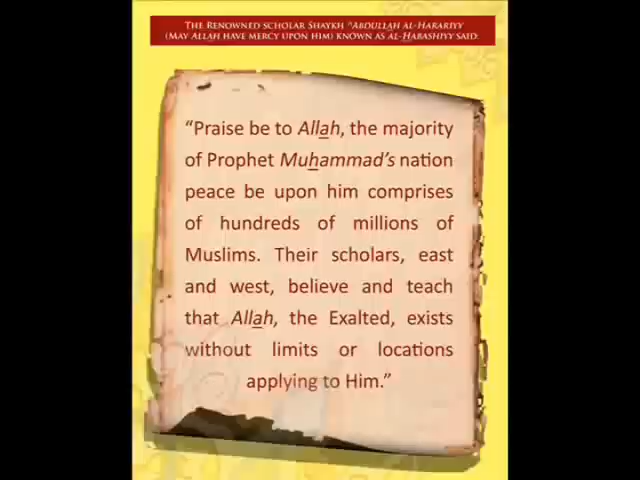 THE RENOWNED SCHOLAR SHAYKH ^ABDULLAH AL-HARARIYY
(MAY ALLAH HAVE MERCY UPON HIM) KNOWN AS AL-HABASHIYY SAID:
“Praise be to Allah, the majority
of Prophet Muhammad’s nation
peace be upon him comprises
of hundreds of millions of
Muslims. Their scholars, east
and west, believe and teach
that Allah, the Exalted, exists
without limits or locations
applying to Him.”